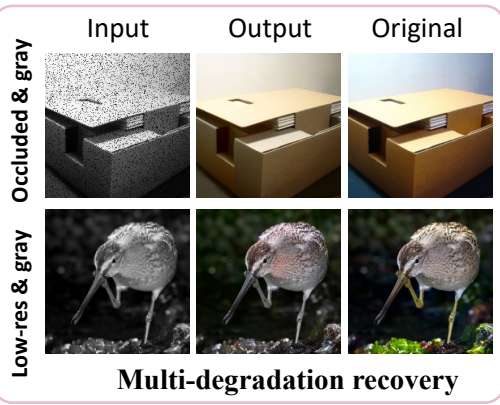 Input Output Original
Occluded & gray
Low-res & gray
Multi-degradation recovery